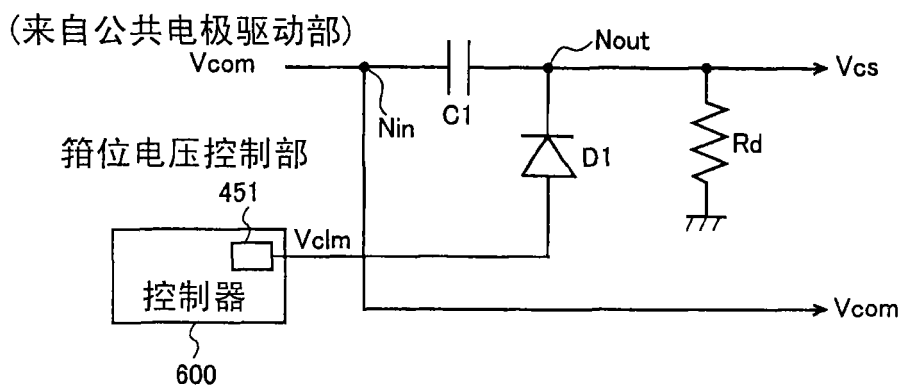 (来自公共电极驱动部)
Vcom
Nout
Vcs
Nin
C1
D1
Rd
箝位电压控制部
451
Vclm
控制器
Vcom
600